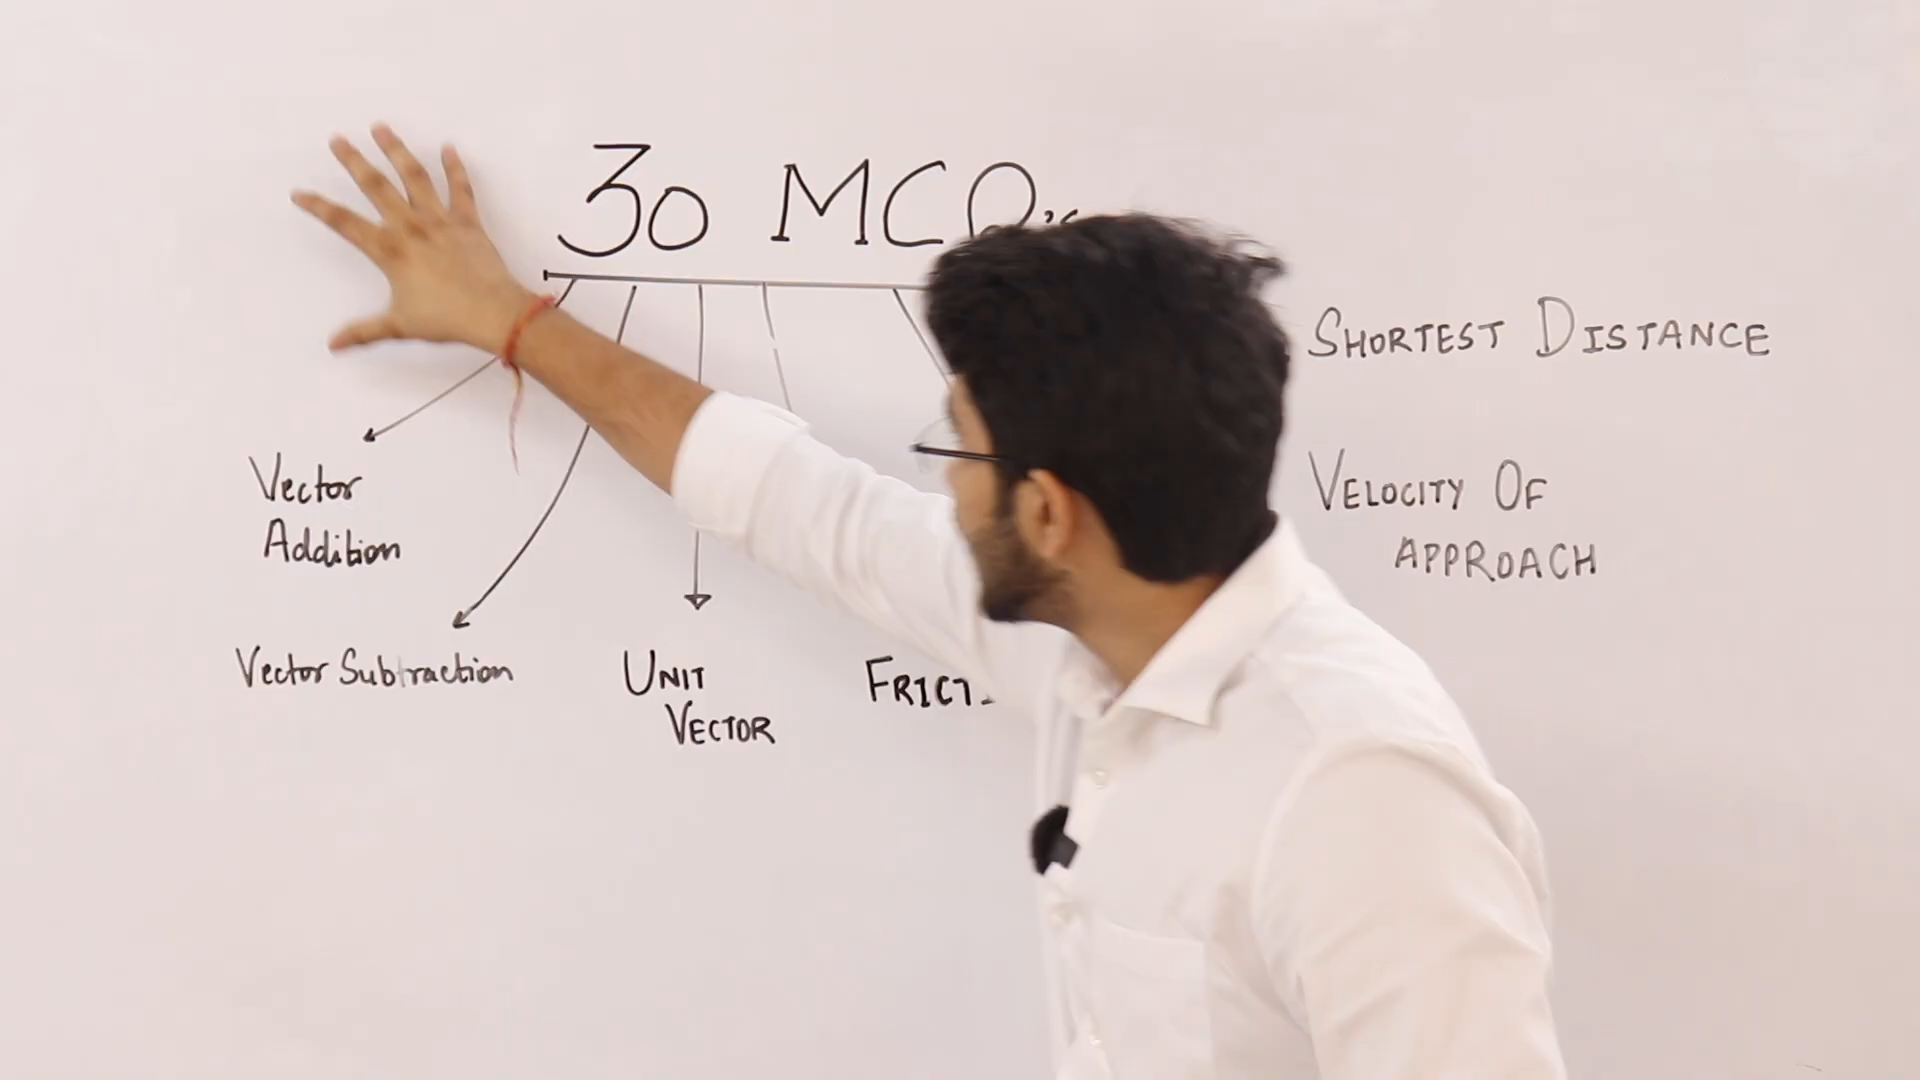 30 MCQ's
SHORTEST DISTANCE
Vector
Addition
VELOCITY OF
APPROACH
Vector Subtraction
UNIT
VECTOR